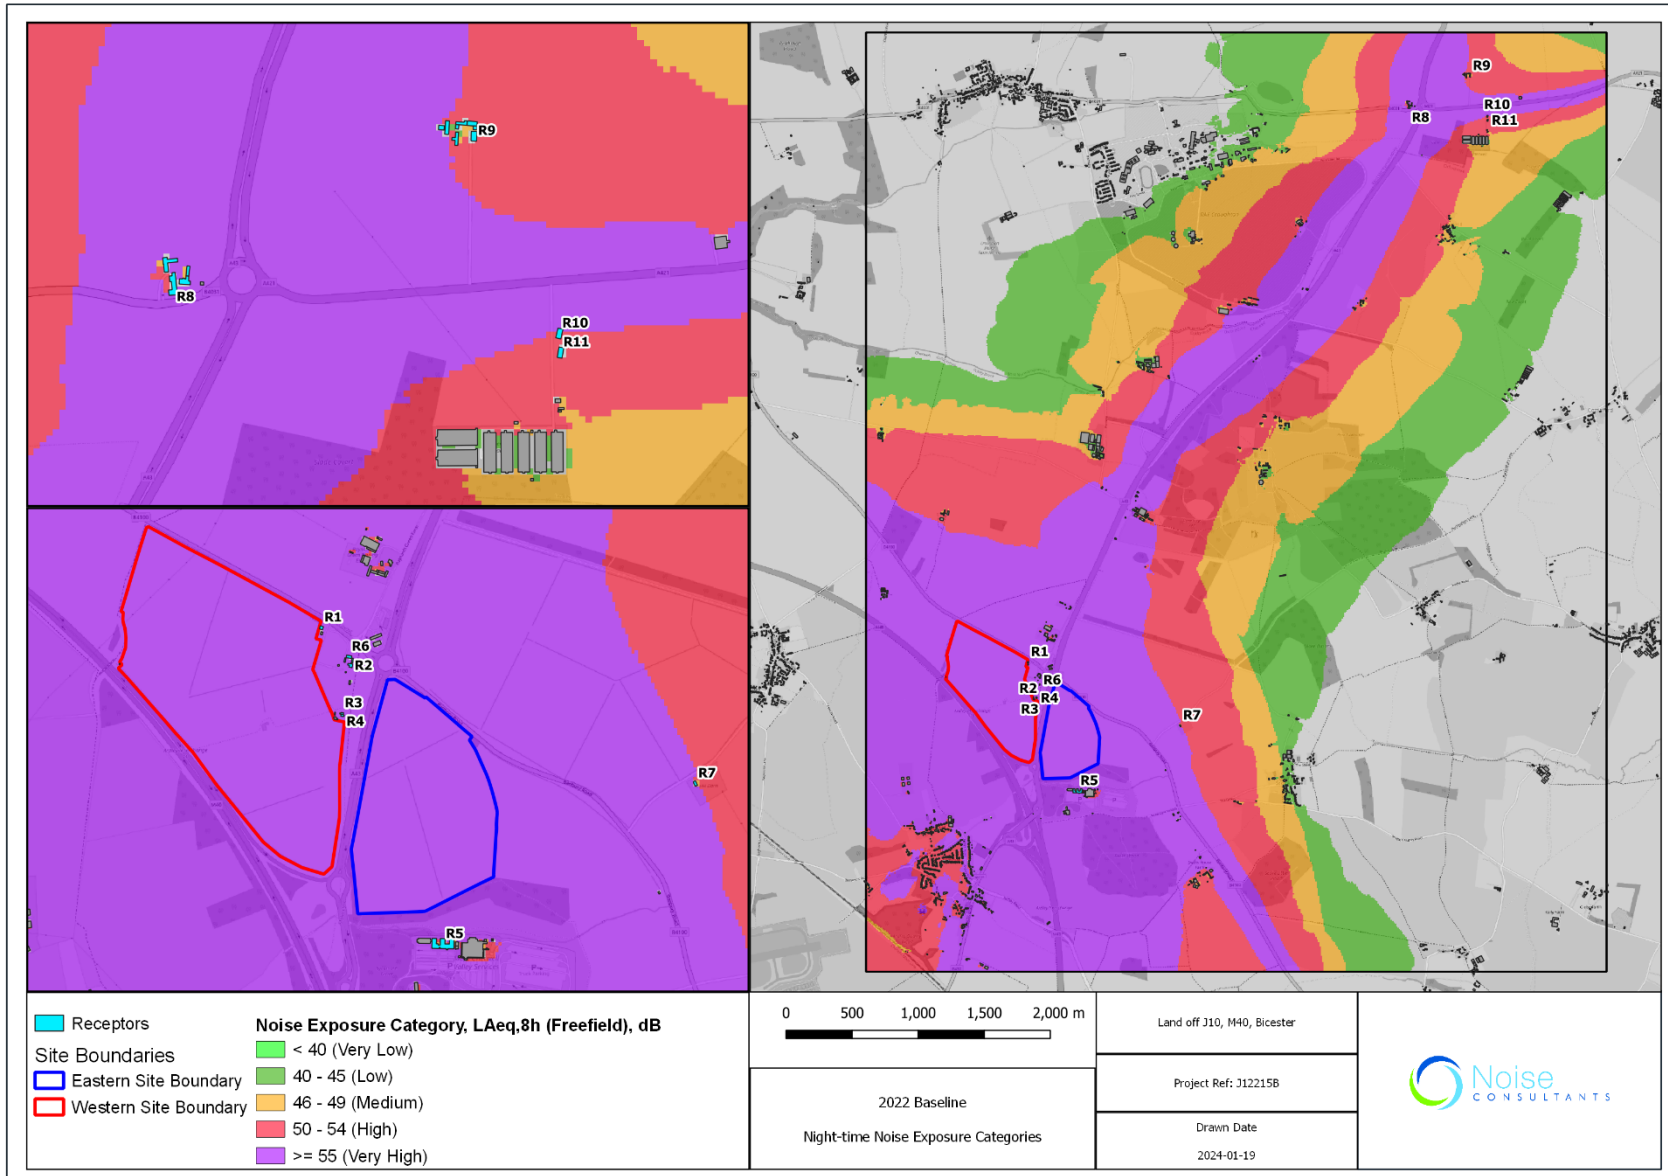 R9
R8
R10
R11
R1
R6
R2
R3
R4
R7
R5
R9
R10
R8
R11
R1
R2
R6
R4
R3
R7
R5
Receptors
Site Boundaries
Eastern Site Boundary
Western Site Boundary
Noise Exposure Category, LAeq,8h (Freefield), dB
< 40 (Very Low)
40 - 45 (Low)
46 - 49 (Medium)
50 - 54 (High)
>= 55 (Very High)
0 500 1,000 1,500 2,000 m
2022 Baseline
Night-time Noise Exposure Categories
Land off J10, M40, Bicester
Project Ref: J12215B
Drawn Date
2024-01-19
Noise
CONSULTANTS